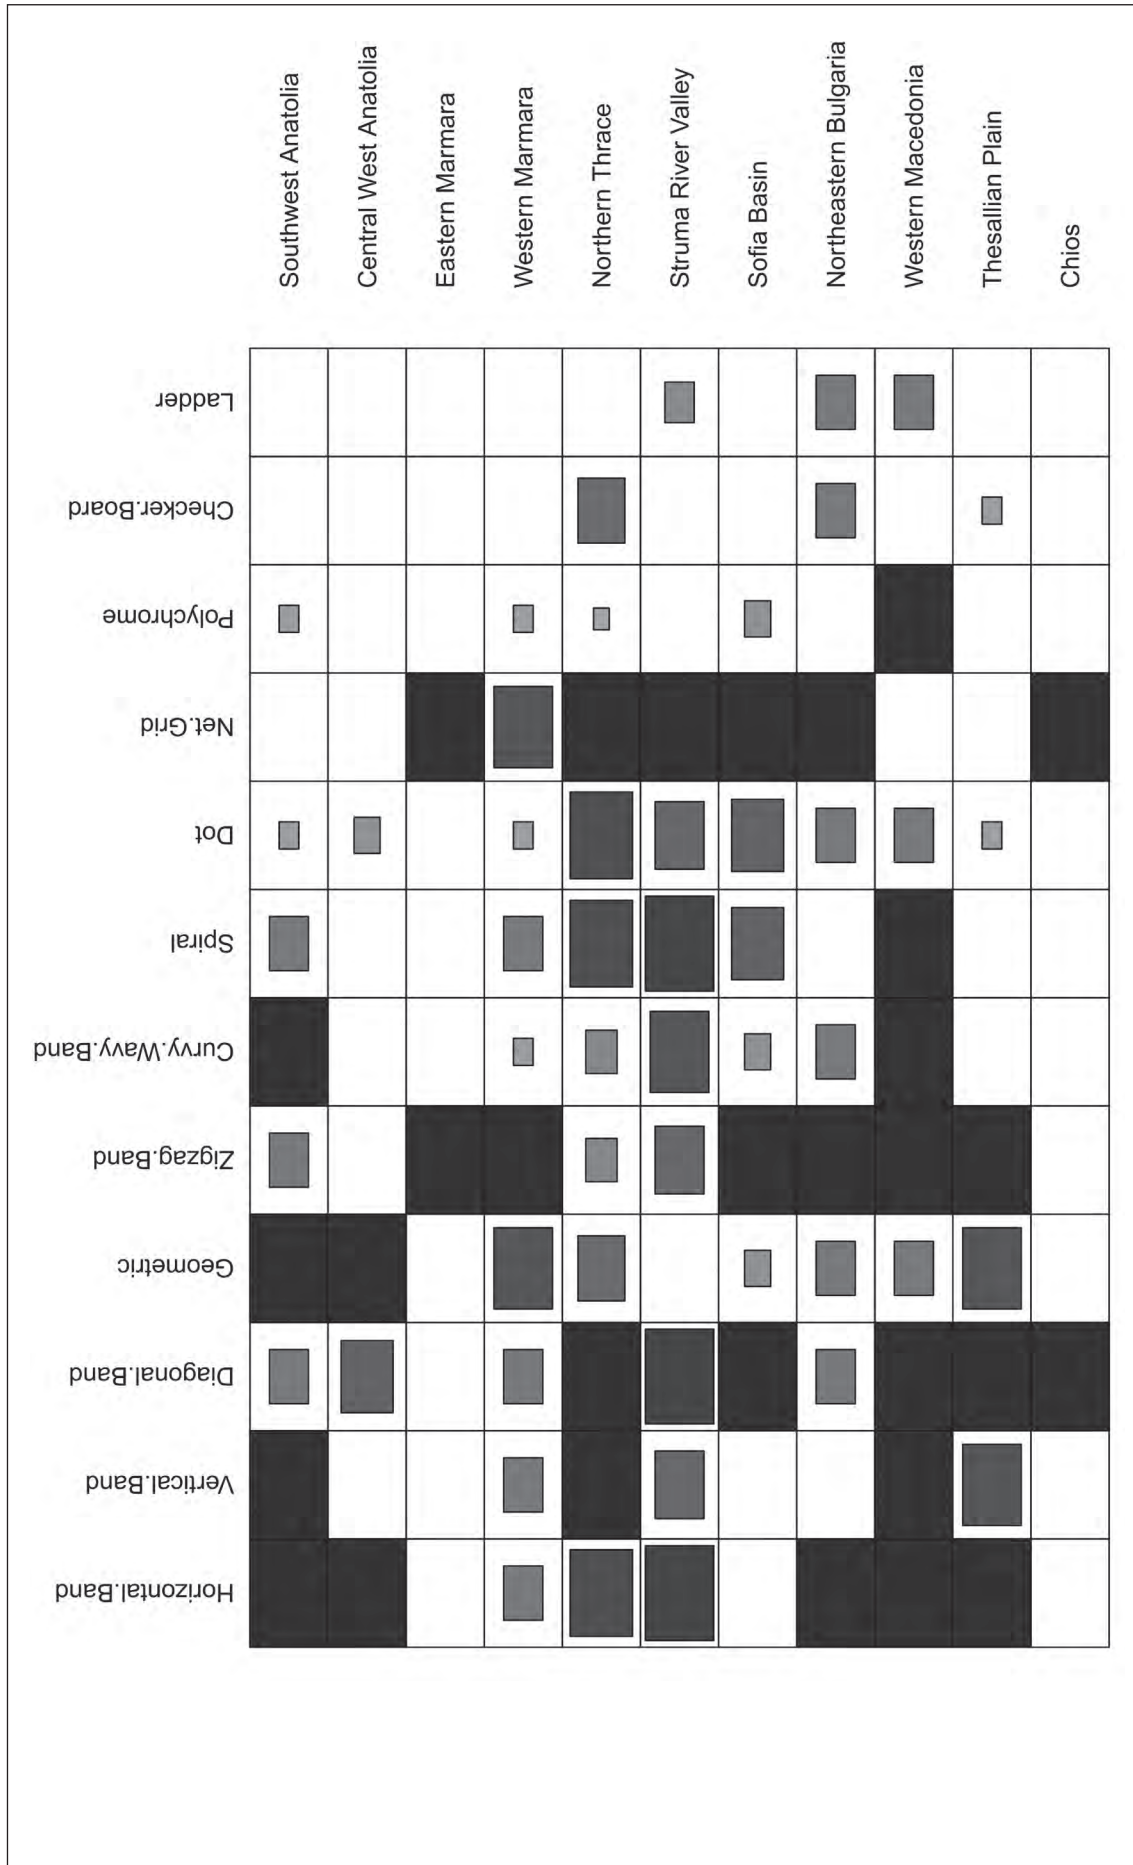 Southwest Anatolia
Central West Anatolia
Eastern Marmara
Western Marmara
Northern Thrace
Struma River Valley
Sofia Basin
Northeastern Bulgaria
Western Macedonia
Thesallian Plain
Chios
Ladder
Checker.Board
Polychrome
Net.Grid
Dot
Spiral
Curvy.Wavy.Band
Zigzag.Band
Geometric
Diagonal.Band
Vertical.Band
Horizontal.Band